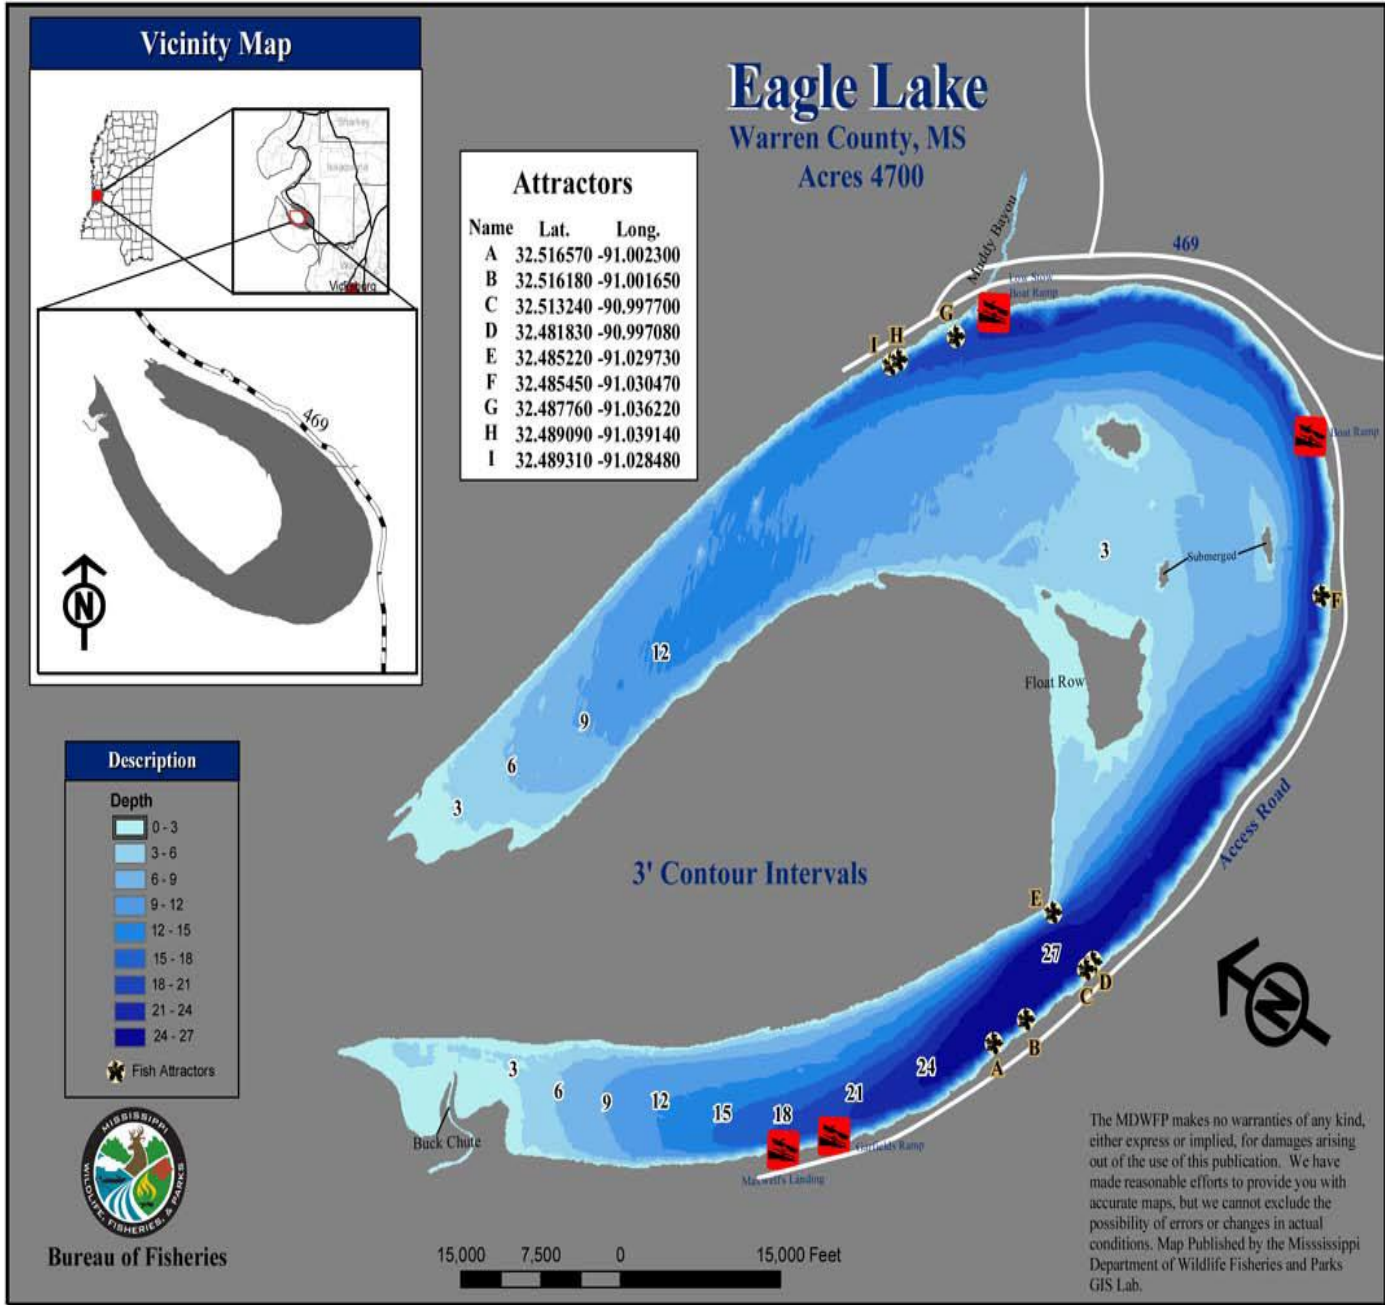 Vicinity Map
Sharkey
Issaquena
Vicksburg
469
N
Eagle Lake
Warren County, MS
Acres 4700
Attractors
Name Lat. Long.
A 32.516570 -91.002300
B 32.516180 -91.001650
C 32.513240 -90.997700
D 32.481830 -90.997080
E 32.485220 -91.029730
F 32.485450 -91.030470
G 32.487760 -91.036220
H 32.489090 -91.039140
I 32.489310 -91.028480
Muddy Bayou
469
Boat Ramp
G
I H
Boat Ramp
3
Submerged
F
12
Float Row
9
6
3
Access Road
3' Contour Intervals
E
27
D
C
B
A
N
24
3
6
9
12
15
18
21
Buck Chute
Garfields Ramp
Maxwell's Landing
Description
Depth
0 - 3
3 - 6
6 - 9
9 - 12
12 - 15
15 - 18
18 - 21
21 - 24
24 - 27
Fish Attractors
MISSISSIPPI
WILDLIFE, FISHERIES, & PARKS
Bureau of Fisheries
15,000 7,500 0 15,000 Feet
The MDWFP makes no warranties of any kind,
either express or implied, for damages arising
out of the use of this publication. We have
made reasonable efforts to provide you with
accurate maps, but we cannot exclude the
possibility of errors or changes in actual
conditions. Map Published by the Misssissippi
Department of Wildlife Fisheries and Parks
GIS Lab.